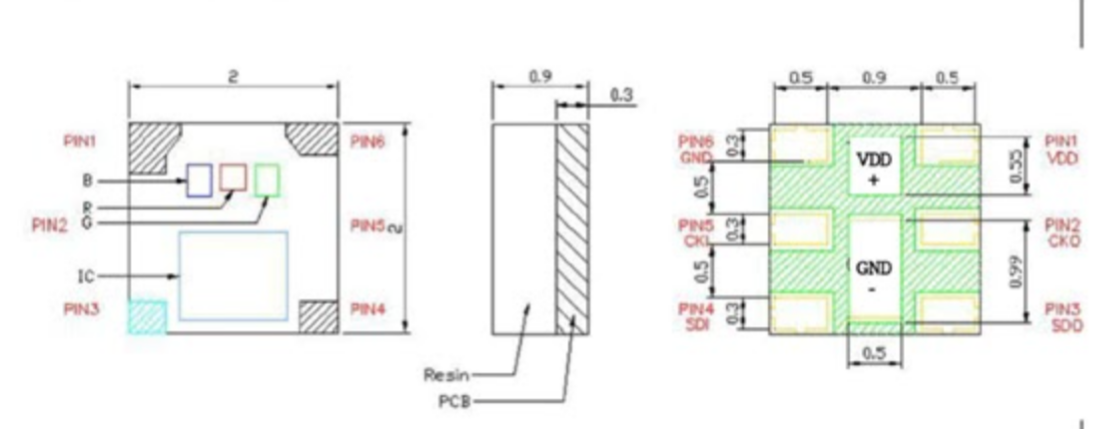 2
PIN1
PIN6
B
R
PIN2
G
PIN5
2
IC
PIN3
PIN4
0.9
0.3
Resin
PCB
0.5
0.9
0.5
PIN6
GND
0.3
VDD
+
0.55
PIN1
VDD
0.5
PIN5
CKI
0.3
PIN2
CKO
0.5
GND
-
0.99
PIN4
SDI
0.3
PIN3
SDO
0.5